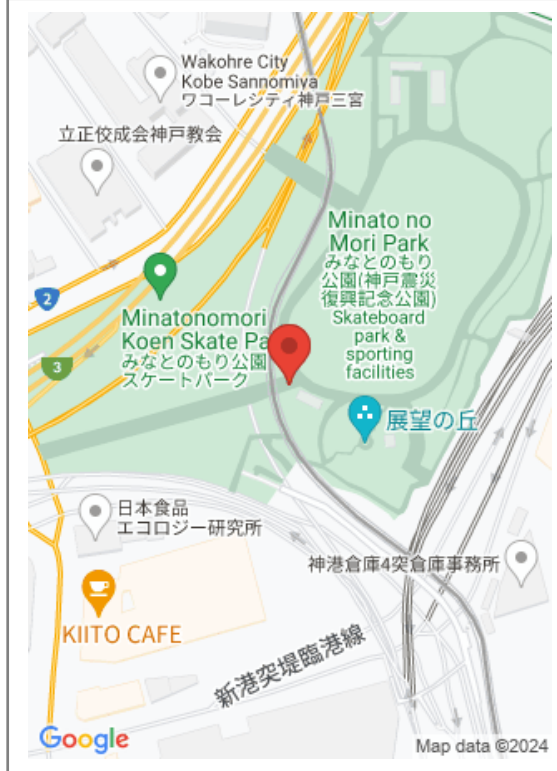 Wakohre City
Kobe Sannomiya
ワコーレシティ神戸三宮
立正佼成会神戸教会
Minato no
Mori Park
みなとのもり
公園(神戸震災
復興記念公園)
Skateboard
park &
sporting
facilities
2
Minatonomori
Koen Skate Pa
みなとのもり公園
スケートパーク
3
展望の丘
日本食品
エコロジー研究所
神港倉庫4突倉庫事務所
KIITO CAFE
新港突堤臨港線
Google
Map data ©2024